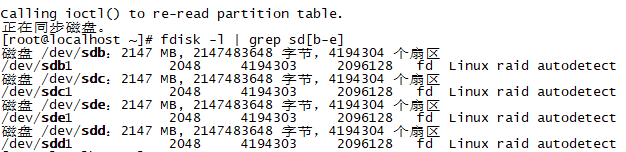 Calling ioctl() to re-read partition table.
正在同步磁盘。
[root@localhost ~]# fdisk -l | grep sd[b-e]
磁盘 /dev/sdb：2147 MB, 2147483648 字节，4194304 个扇区
/dev/sdb1 2048 4194303 2096128 fd Linux raid autodetect
磁盘 /dev/sdc：2147 MB, 2147483648 字节，4194304 个扇区
/dev/sdc1 2048 4194303 2096128 fd Linux raid autodetect
磁盘 /dev/sde：2147 MB, 2147483648 字节，4194304 个扇区
/dev/sde1 2048 4194303 2096128 fd Linux raid autodetect
磁盘 /dev/sdd：2147 MB, 2147483648 字节，4194304 个扇区
/dev/sdd1 2048 4194303 2096128 fd Linux raid autodetect